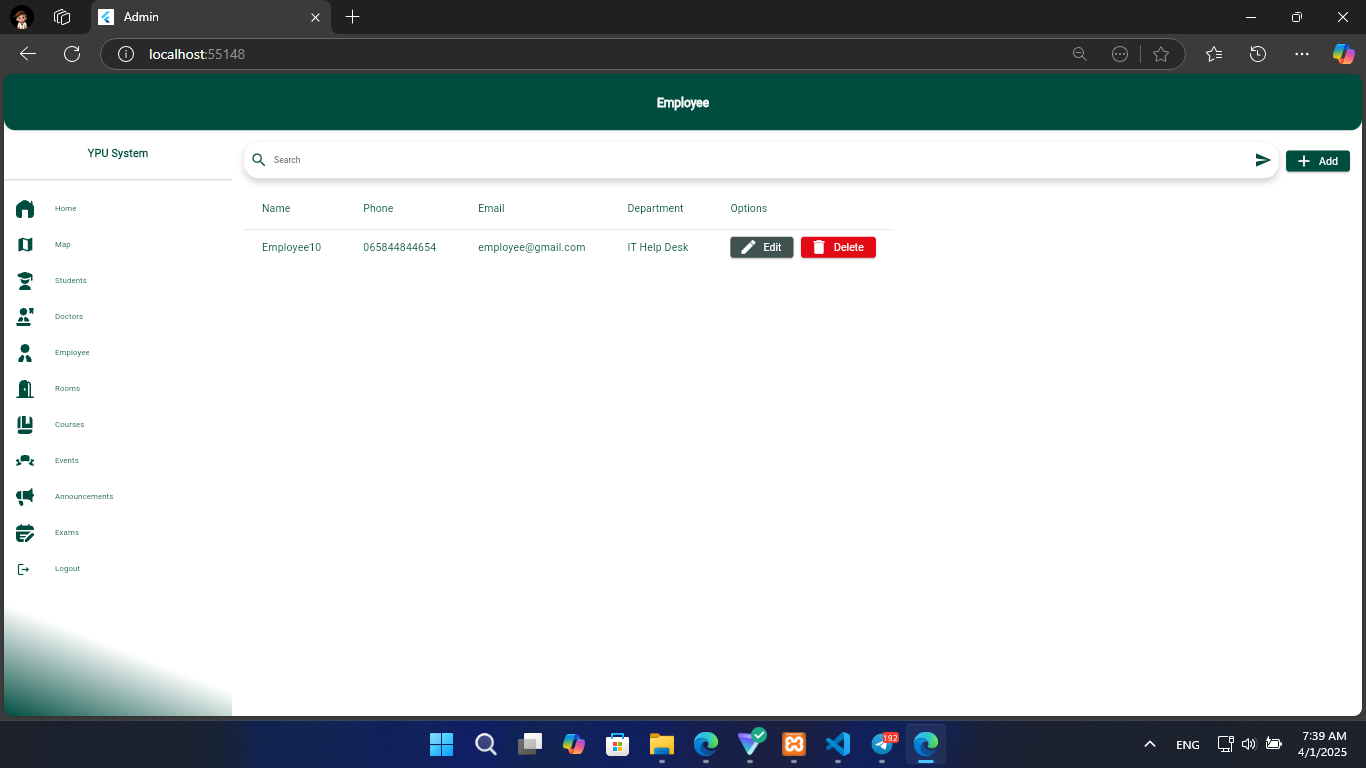 Admin
localhost:55148
Employee
YPU System
Home
Map
Students
Doctors
Employee
Rooms
Courses
Events
Announcements
Exams
Logout
Search
Add
Name Phone Email Department Options
Employee10 065844844654 employee@gmail.com IT Help Desk Edit Delete
192
ENG
7:39 AM
4/1/2025